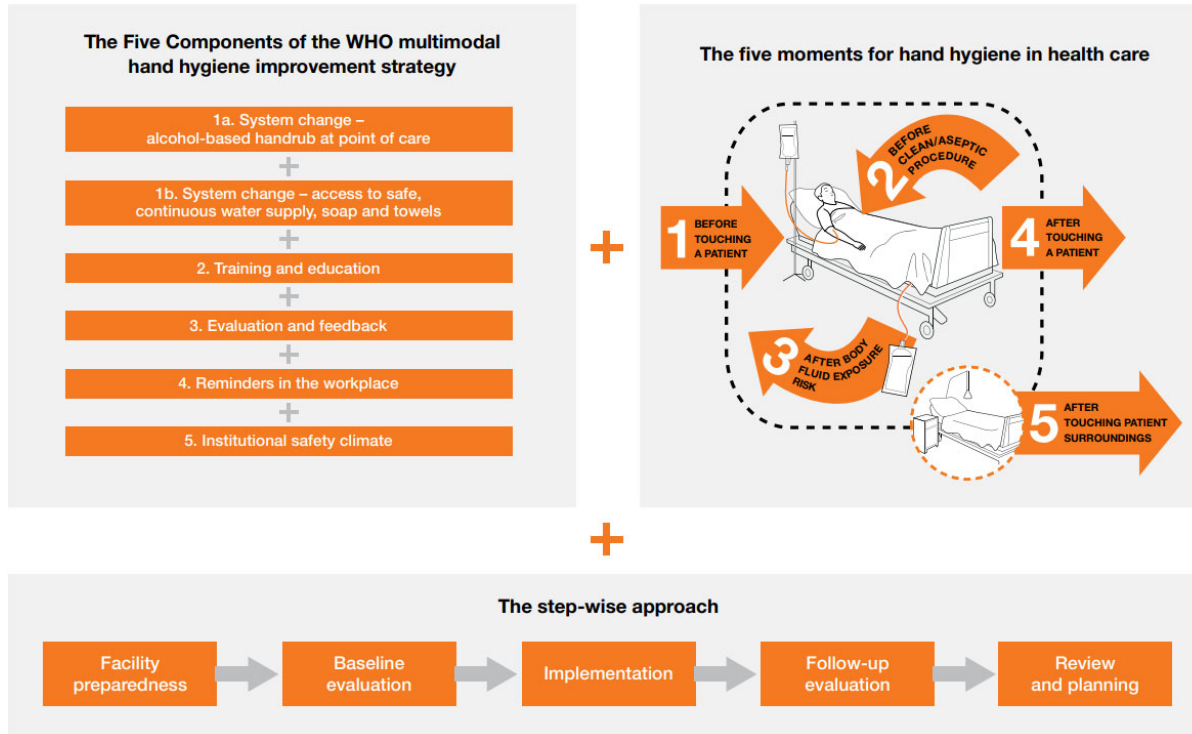 The Five Components of the WHO multimodal
hand hygiene improvement strategy
1a. System change –
alcohol-based handrub at point of care
+
1b. System change – access to safe,
continuous water supply, soap and towels
+
2. Training and education
+
3. Evaluation and feedback
+
4. Reminders in the workplace
+
5. Institutional safety climate
+
The five moments for hand hygiene in health care
1 BEFORE
TOUCHING
A PATIENT
2 BEFORE
CLEAN/ASEPTIC
PROCEDURE
3 AFTER BODY
FLUID EXPOSURE
RISK
4 AFTER
TOUCHING
A PATIENT
5 AFTER
TOUCHING PATIENT
SURROUNDINGS
+
The step-wise approach
Facility
preparedness
Baseline
evaluation
Implementation
Follow-up
evaluation
Review
and planning